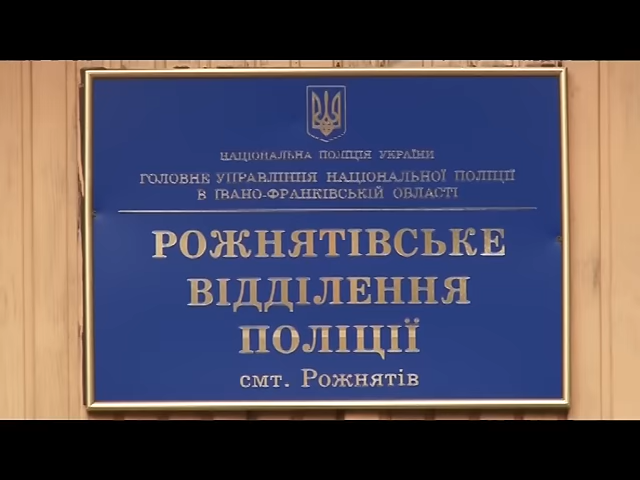 НАЦІОНАЛЬНА ПОЛІЦІЯ УКРАЇНИ
ГОЛОВНЕ УПРАВЛІННЯ НАЦІОНАЛЬНОЇ ПОЛІЦІЇ
В ІВАНО-ФРАНКІВСЬКІЙ ОБЛАСТІ
РОЖНЯТІВСЬКЕ
ВІДДІЛЕННЯ
ПОЛІЦІЇ
смт. Рожнятів